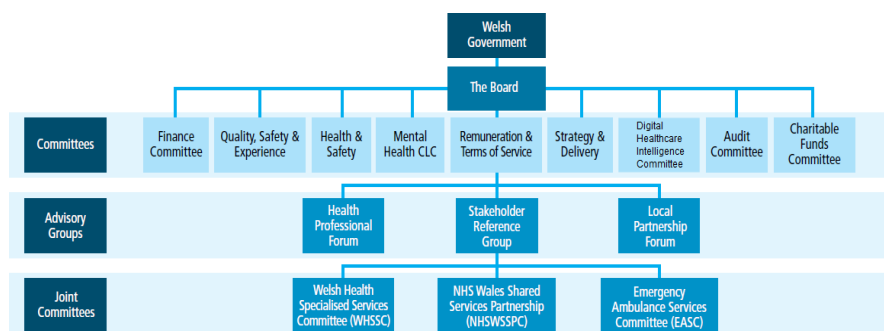 Welsh
Government
The Board
Committees
Finance
Committee
Quality, Safety &
Experience
Health &
Safety
Mental
Health CLC
Remuneration &
Terms of Service
Strategy &
Delivery
Digital
Healthcare
Intelligence
Committee
Audit
Committee
Charitable
Funds
Committee
Advisory
Groups
Health
Professional
Forum
Stakeholder
Reference
Group
Local
Partnership
Forum
Joint
Committees
Welsh Health
Specialised Services
Committee (WHSSC)
NHS Wales Shared
Services Partnership
(NHSWSSPC)
Emergency
Ambulance Services
Committee (EASC)